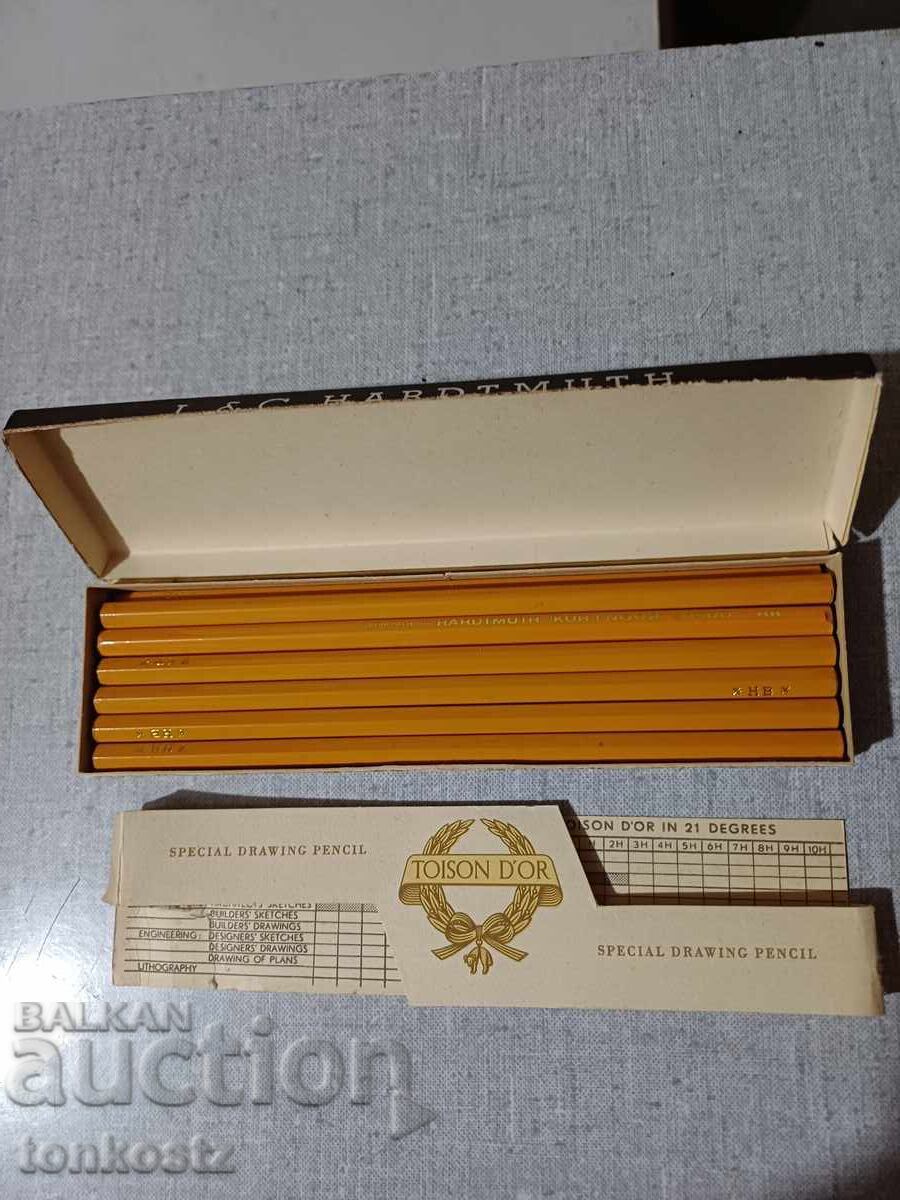 L & C HARDTMUTH
HARDTMUTH KOH-I-NOOR
* HB *
SPECIAL DRAWING PENCIL
TOISON D'OR
TOISON D'OR IN 21 DEGREES
2H 3H 4H 5H 6H 7H 8H 9H 10H
ARCHITECTS SKETCHES
BUILDERS' SKETCHES
BUILDERS' DRAWINGS
ENGINEERING: DESIGNERS' SKETCHES
DESIGNERS' DRAWINGS
DRAWING OF PLANS
LITHOGRAPHY
SPECIAL DRAWING PENCIL
BALKAN
auction
tonkostz